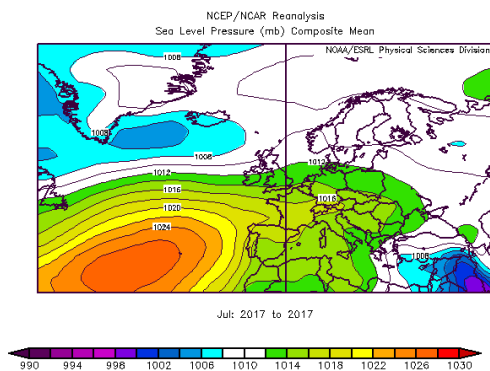 NCEP/NCAR Reanalysis
Sea Level Pressure (mb) Composite Mean
NOAA/ESRL Physical Sciences Division
1008
1008
1008
1012
1012
1016
1016
1020
1024
1008
Jul: 2017 to 2017
990 994 998 1002 1006 1010 1014 1018 1022 1026 1030